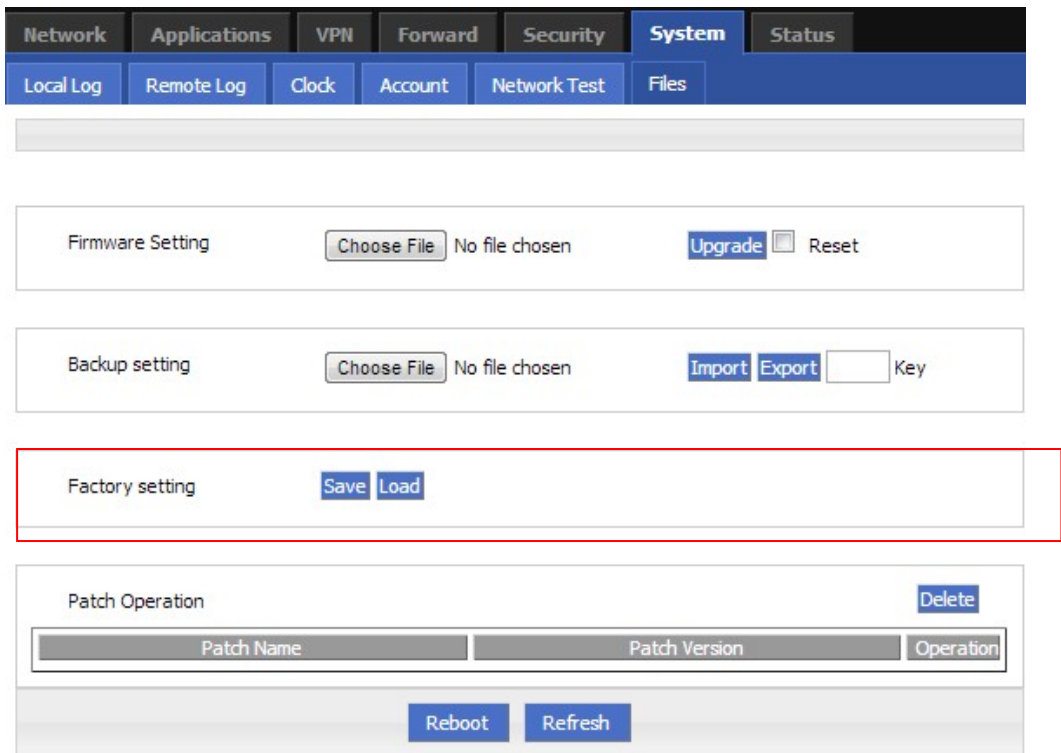 Network Applications VPN Forward Security System Status
Local Log Remote Log Clock Account Network Test Files
Firmware Setting Choose File No file chosen Upgrade Reset
Backup setting Choose File No file chosen Import Export Key
Factory setting Save Load
Patch Operation Delete
Patch Name Patch Version Operation
Reboot Refresh